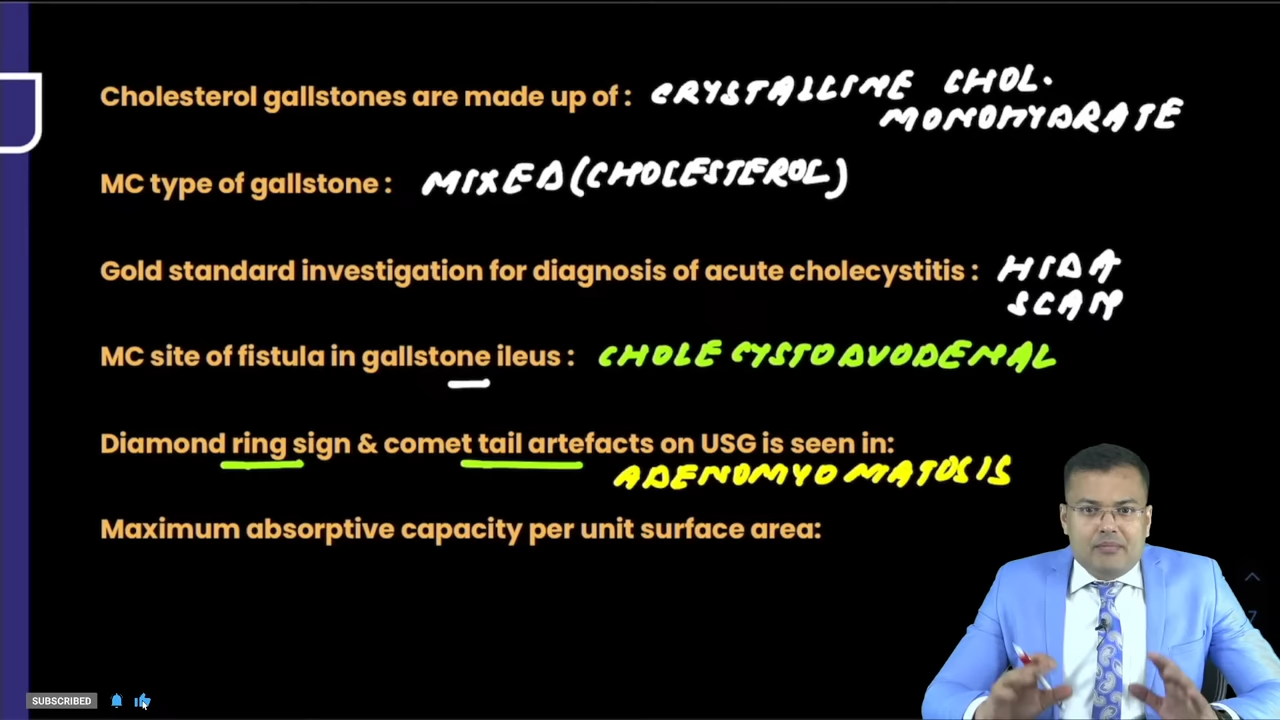 Cholesterol gallstones are made up of : CRYSTALLINE CHOL.
MONOHYDRATE
MC type of gallstone : MIXED (CHOLESTEROL)
Gold standard investigation for diagnosis of acute cholecystitis : HIDA
SCAN
MC site of fistula in gallstone ileus : CHOLECYSTODUODENAL
Diamond ring sign & comet tail artefacts on USG is seen in:
ADENOMYOMATOSIS
Maximum absorptive capacity per unit surface area:
7
SUBSCRIBED